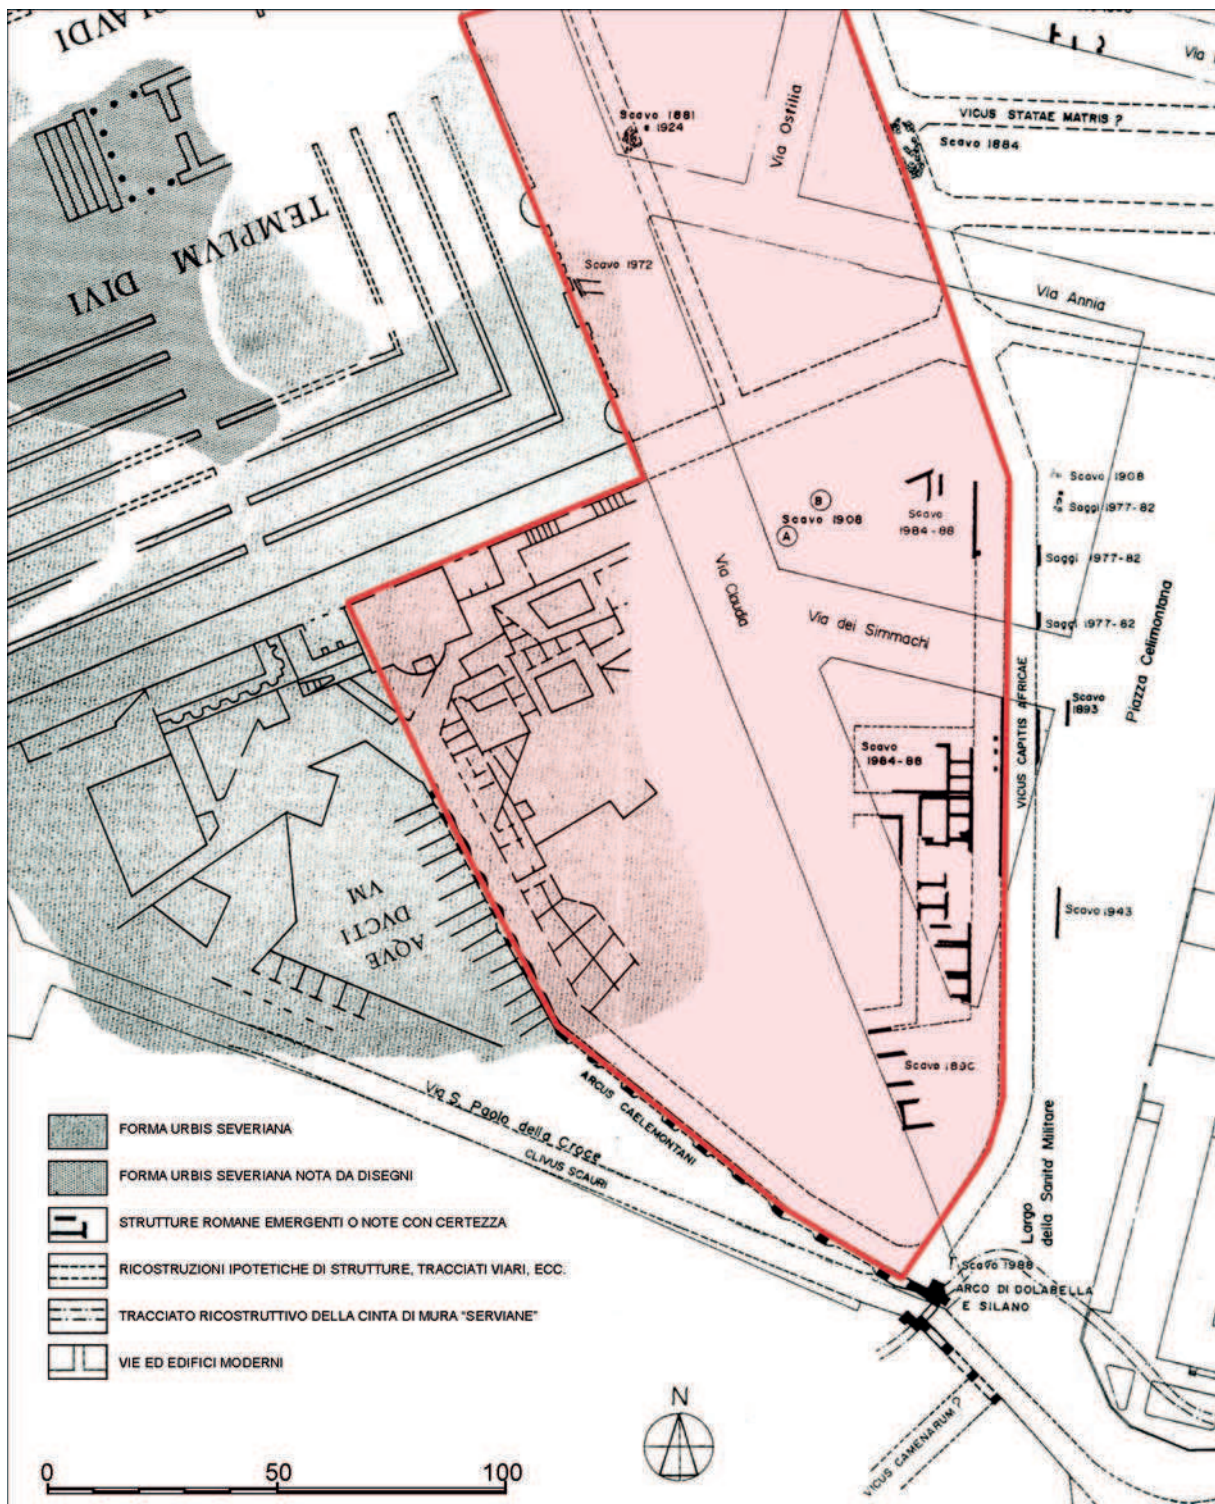 CLAVDI
TEMPLVM
DIVI
Scavo 1881
e 1924
Via Ostilia
VICUS STATAE MATRIS ?
Scavo 1884
Scavo 1972
Via Annia
Scavo 1908
Saggi 1977-82
Saggi 1977-82
Saggi 1977-82
B
Scavo 1908
A
Scavo
1984-88
Via Claudia
Via dei Simmachi
Piazza Celimontana
VICUS CAPITIS AFRICAE
Scavo
1893
Scavo
1984-88
Scavo 1943
AQVE
DVCTI
VM
Scavo 1890
Via S. Paolo della Croce
CLIVUS SCAURI
ARCUS CAELEMONTANI
Largo
della Sanità Militare
Scavo 1988
ARCO DI DOLABELLA
E SILANO
VICUS CAMENARUM ?
FORMA URBIS SEVERIANA
FORMA URBIS SEVERIANA NOTA DA DISEGNI
STRUTTURE ROMANE EMERGENTI O NOTE CON CERTEZZA
RICOSTRUZIONI IPOTETICHE DI STRUTTURE, TRACCIATI VIARI, ECC.
TRACCIATO RICOSTRUTTIVO DELLA CINTA DI MURA “SERVIANE”
VIE ED EDIFICI MODERNI
N
0 50 100